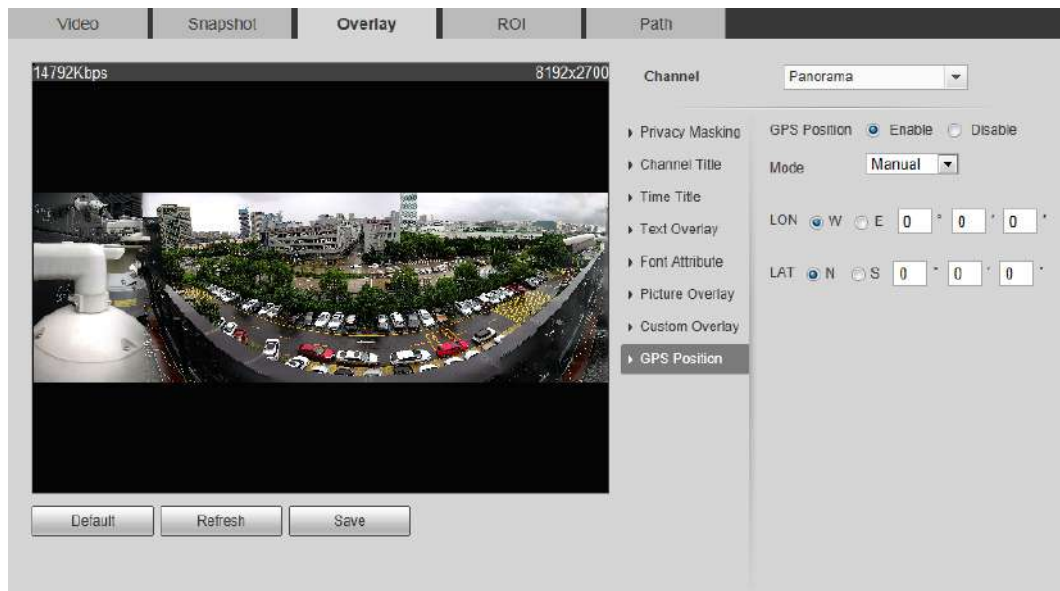 Video Snapshot Overlay ROI Path
14792Kbps 8192x2700
Channel Panorama
Privacy Masking
Channel Title
Time Title
Text Overlay
Font Attribute
Picture Overlay
Custom Overlay
GPS Position
GPS Position Enable Disable
Mode Manual
LON W E 0 ° 0 ' 0 "
LAT N S 0 ° 0 ' 0 "
Default Refresh Save